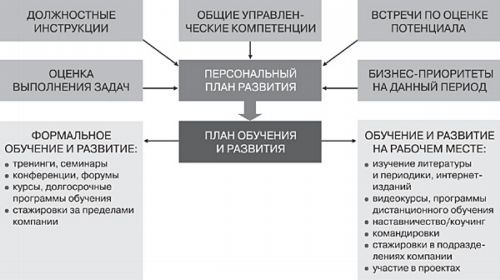 ДОЛЖНОСТНЫЕ
ИНСТРУКЦИИ
ОБЩИЕ УПРАВЛЕН-
ЧЕСКИЕ КОМПЕТЕНЦИИ
ВСТРЕЧИ ПО ОЦЕНКЕ
ПОТЕНЦИАЛА
ОЦЕНКА
ВЫПОЛНЕНИЯ ЗАДАЧ
ПЕРСОНАЛЬНЫЙ
ПЛАН РАЗВИТИЯ
БИЗНЕС-ПРИОРИТЕТЫ
НА ДАННЫЙ ПЕРИОД
ПЛАН ОБУЧЕНИЯ
И РАЗВИТИЯ
ФОРМАЛЬНОЕ
ОБУЧЕНИЕ И РАЗВИТИЕ:
• тренинги, семинары
• конференции, форумы
• курсы, долгосрочные
программы обучения
• стажировки за пределами
компании
ОБУЧЕНИЕ И РАЗВИТИЕ
НА РАБОЧЕМ МЕСТЕ:
• изучение литературы
и периодики, интернет-
изданий
• видеокурсы, программы
дистанционного обучения
• наставничество/коучинг
• командировки
• стажировки в подразде-
лениях компании
• участие в проектах